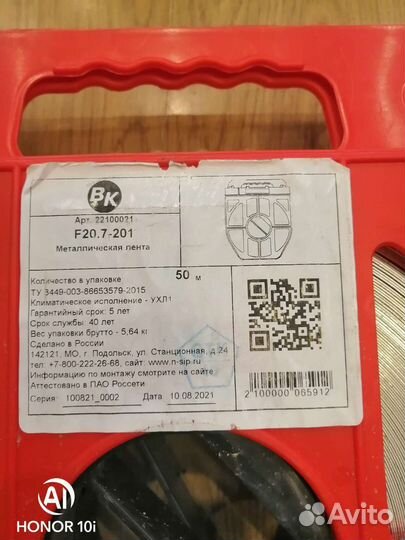 ВК
Арт. 22100021
F20.7-201
Металлическая лента
Количество в упаковке 50 м
ТУ 3449-003-86653579-2015
Климатическое исполнение - УХЛ1
Гарантийный срок: 5 лет
Срок службы: 40 лет
Вес упаковки брутто - 5,64 кг
Сделано в России
142121, МО, г. Подольск, ул. Станционная, д.24
тел: +7-800-222-26-68, сайт: www.n-sip.ru
Информацию по монтажу смотрите на сайте
Аттестовано в ПАО Россети
Серия: 100821_0002 Дата 10.08.2021
2100000 065912
AI
HONOR 10i
Avito